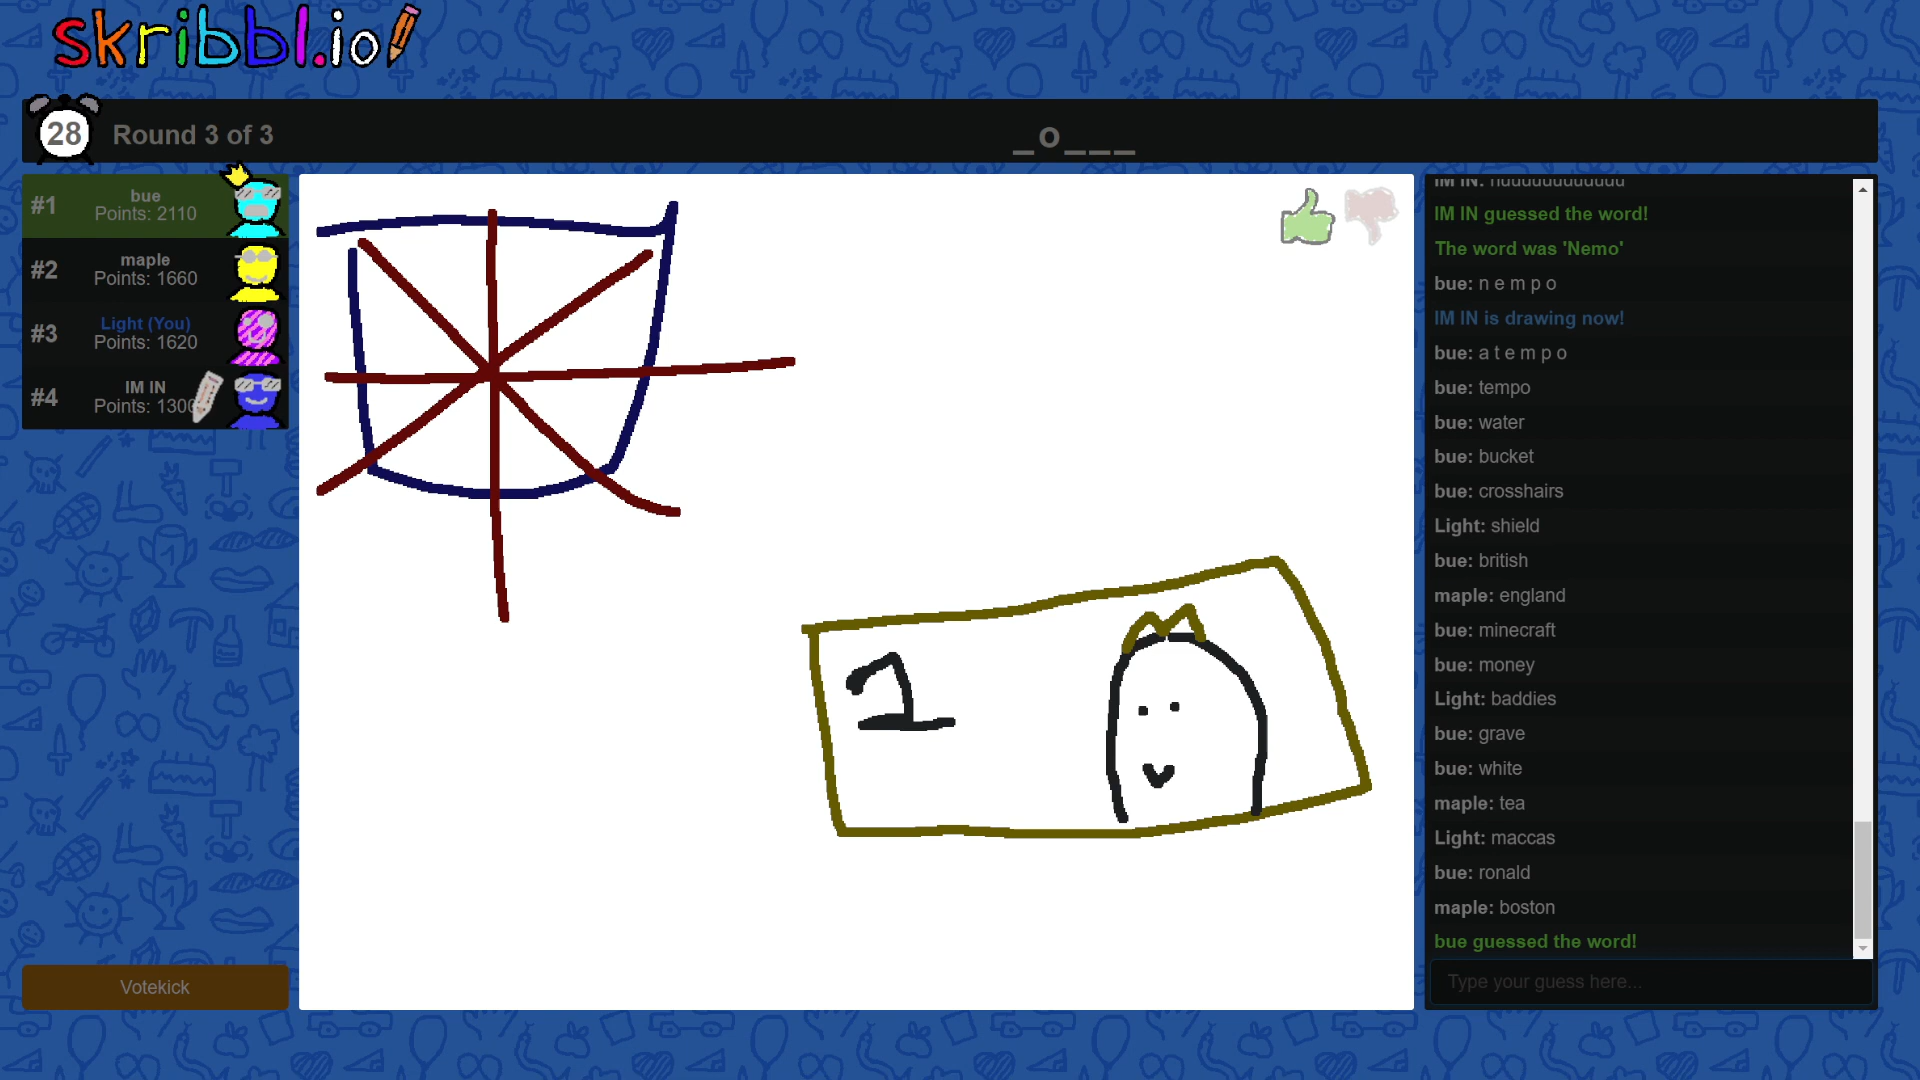 skribbl.io
28
Round 3 of 3
_o___
#1
bue
Points: 2110
#2
maple
Points: 1660
#3
Light (You)
Points: 1620
#4
IM IN
Points: 1300
Votekick
1
IM IN guessed the word!
The word was 'Nemo'
bue: n e m p o
IM IN is drawing now!
bue: a t e m p o
bue: tempo
bue: water
bue: bucket
bue: crosshairs
Light: shield
bue: british
maple: england
bue: minecraft
bue: money
Light: baddies
bue: grave
bue: white
maple: tea
Light: maccas
bue: ronald
maple: boston
bue guessed the word!
Type your guess here...